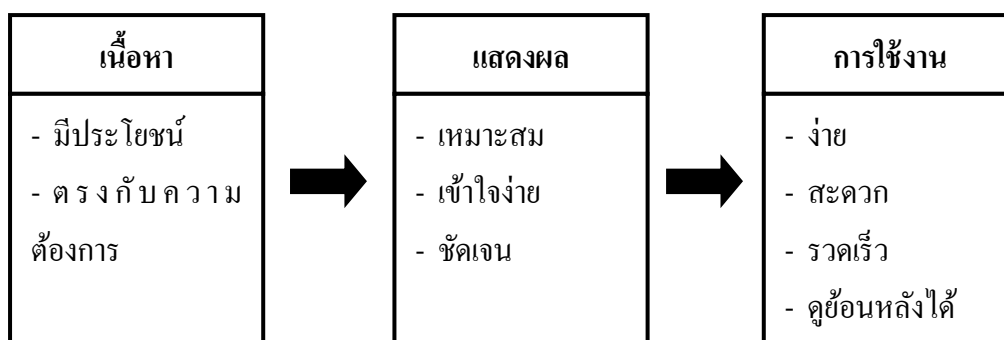 เนื้อหา
- มีประโยชน์
- ตรงกับความ
ต้องการ
แสดงผล
- เหมาะสม
- เข้าใจง่าย
- ชัดเจน
การใช้งาน
- ง่าย
- สะดวก
- รวดเร็ว
- ดูย้อนหลังได้